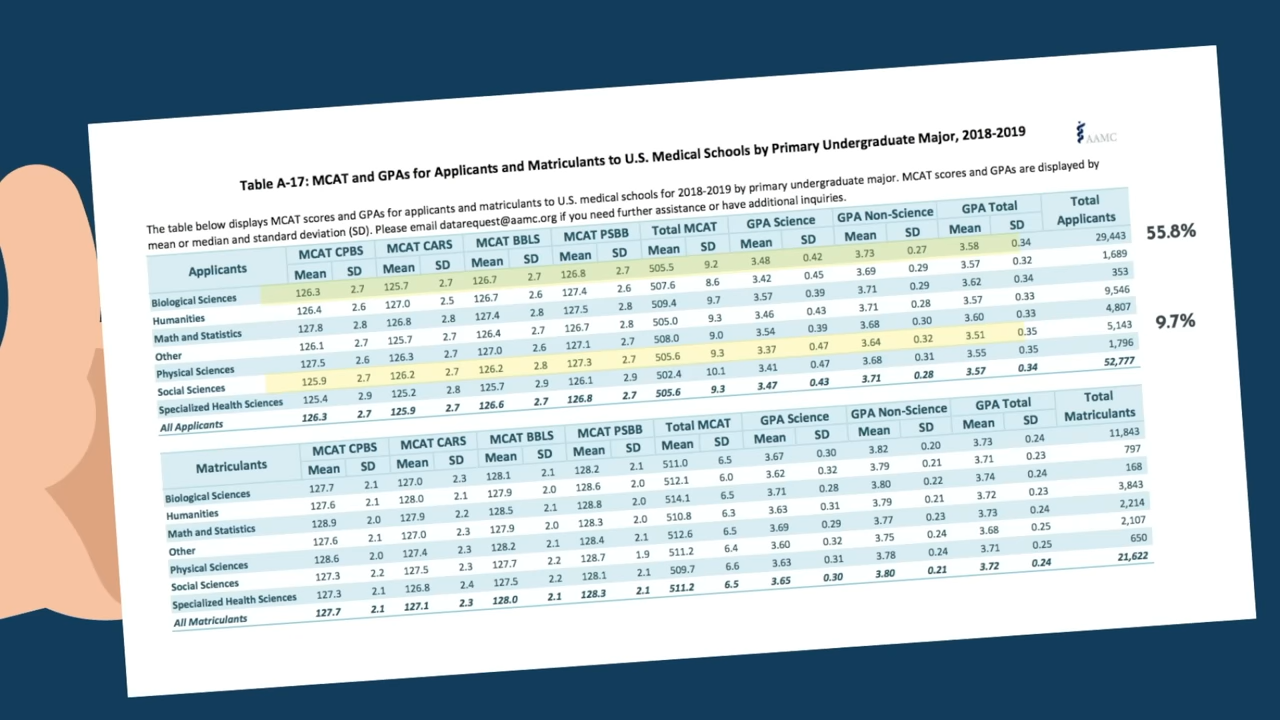 Table A-17: MCAT and GPAs for Applicants and Matriculants to U.S. Medical Schools by Primary Undergraduate Major, 2018-2019
AAMC
The table below displays MCAT scores and GPAs for applicants and matriculants to U.S. medical schools for 2018-2019 by primary undergraduate major. MCAT scores and GPAs are displayed by
mean or median and standard deviation (SD). Please email datarequest@aamc.org if you need further assistance or have additional inquiries.
Applicants MCAT CPBS MCAT CARS MCAT BBLS MCAT PSBB Total MCAT GPA Science GPA Non-Science GPA Total Total Applicants
Mean SD Mean SD Mean SD Mean SD Mean SD Mean SD Mean SD Mean SD
Biological Sciences 126.3 2.7 125.7 2.7 126.7 2.7 126.8 2.7 505.5 9.2 3.48 0.42 3.73 0.27 3.58 0.34 29,443
55.8%
Humanities 126.4 2.6 127.0 2.5 126.7 2.6 127.4 2.6 507.6 8.6 3.42 0.45 3.69 0.29 3.57 0.32 1,689
Math and Statistics 127.8 2.8 126.8 2.8 127.4 2.8 127.5 2.8 509.4 9.7 3.57 0.39 3.71 0.29 3.62 0.34 353
Other 126.1 2.7 125.7 2.7 126.4 2.7 126.7 2.8 505.0 9.3 3.46 0.43 3.71 0.28 3.57 0.33 9,546
Physical Sciences 127.5 2.6 126.3 2.7 127.0 2.6 127.1 2.7 508.0 9.0 3.54 0.39 3.68 0.30 3.60 0.33 4,807
Social Sciences 125.9 2.7 126.2 2.7 126.2 2.8 127.3 2.7 505.6 9.3 3.37 0.47 3.64 0.32 3.51 0.35 5,143
9.7%
Specialized Health Sciences 125.4 2.9 125.2 2.8 125.7 2.9 126.1 2.9 502.4 10.1 3.41 0.47 3.68 0.31 3.55 0.35 1,796
All Applicants 126.3 2.7 125.9 2.7 126.6 2.7 126.8 2.7 505.6 9.3 3.47 0.43 3.71 0.28 3.57 0.34 52,777
Matriculants MCAT CPBS MCAT CARS MCAT BBLS MCAT PSBB Total MCAT GPA Science GPA Non-Science GPA Total Total Matriculants
Mean SD Mean SD Mean SD Mean SD Mean SD Mean SD Mean SD Mean SD
Biological Sciences 127.7 2.1 127.0 2.3 128.1 2.1 128.2 2.1 511.0 6.5 3.67 0.30 3.82 0.20 3.73 0.24 11,843
Humanities 127.6 2.1 128.0 2.1 127.9 2.0 128.6 2.0 512.1 6.0 3.62 0.32 3.79 0.21 3.71 0.23 797
Math and Statistics 128.9 2.0 127.9 2.2 128.5 2.1 128.8 2.0 514.1 6.5 3.71 0.28 3.80 0.22 3.74 0.24 168
Other 127.6 2.1 127.0 2.3 127.9 2.0 128.3 2.0 510.8 6.3 3.63 0.31 3.79 0.21 3.72 0.23 3,843
Physical Sciences 128.6 2.0 127.4 2.3 128.2 2.1 128.4 2.1 512.6 6.5 3.69 0.29 3.77 0.23 3.73 0.24 2,214
Social Sciences 127.3 2.2 127.5 2.3 127.7 2.2 128.7 1.9 511.2 6.4 3.60 0.32 3.75 0.24 3.68 0.25 2,107
Specialized Health Sciences 127.3 2.1 126.8 2.4 127.5 2.2 128.1 2.1 509.7 6.6 3.63 0.31 3.78 0.24 3.71 0.25 650
All Matriculants 127.7 2.1 127.1 2.3 128.0 2.1 128.3 2.1 511.2 6.5 3.65 0.30 3.80 0.21 3.72 0.24 21,622